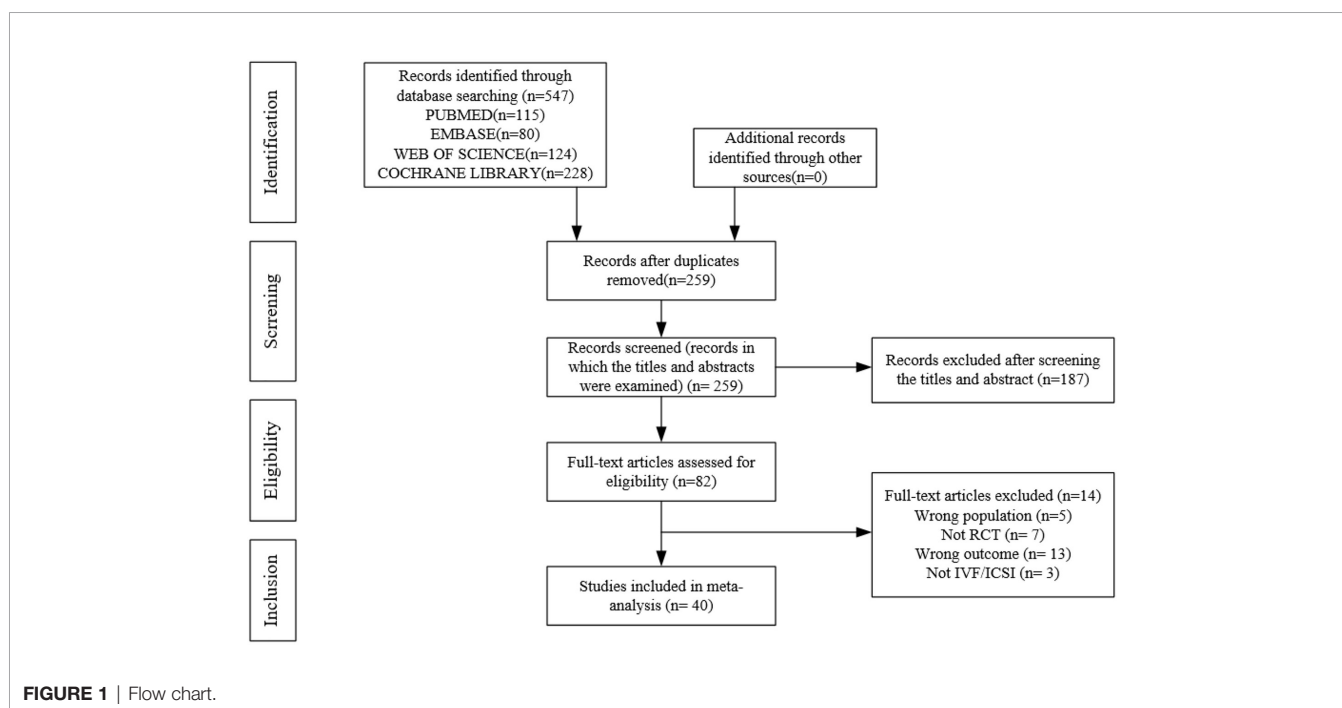 Identification
Records identified through
database searching (n=547)
PUBMED(n=115)
EMBASE(n=80)
WEB OF SCIENCE(n=124)
COCHRANE LIBRARY(n=228)
Additional records
identified through other
sources(n=0)
Scrrening
Records after duplicates
removed(n=259)
Records screened (records in
which the titles and abstracts
were examined) (n= 259)
Records excluded after screening
the titles and abstract (n=187)
Eligibility
Full-text articles assessed for
eligibility (n=82)
Full-text articles excluded (n=14)
Wrong population (n=5)
Not RCT (n= 7)
Wrong outcome (n= 13)
Not IVF/ICSI (n= 3)
Inclusion
Studies included in meta-
analysis (n= 40)
FIGURE 1 | Flow chart.